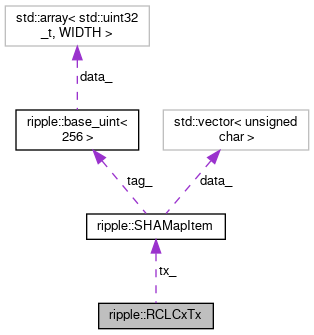 std::array< std::uint32
_t, WIDTH >
data_
ripple::base_uint<
256 >
std::vector< unsigned
char >
tag_
data_
ripple::SHAMapItem
tx_
ripple::RCLCxTx